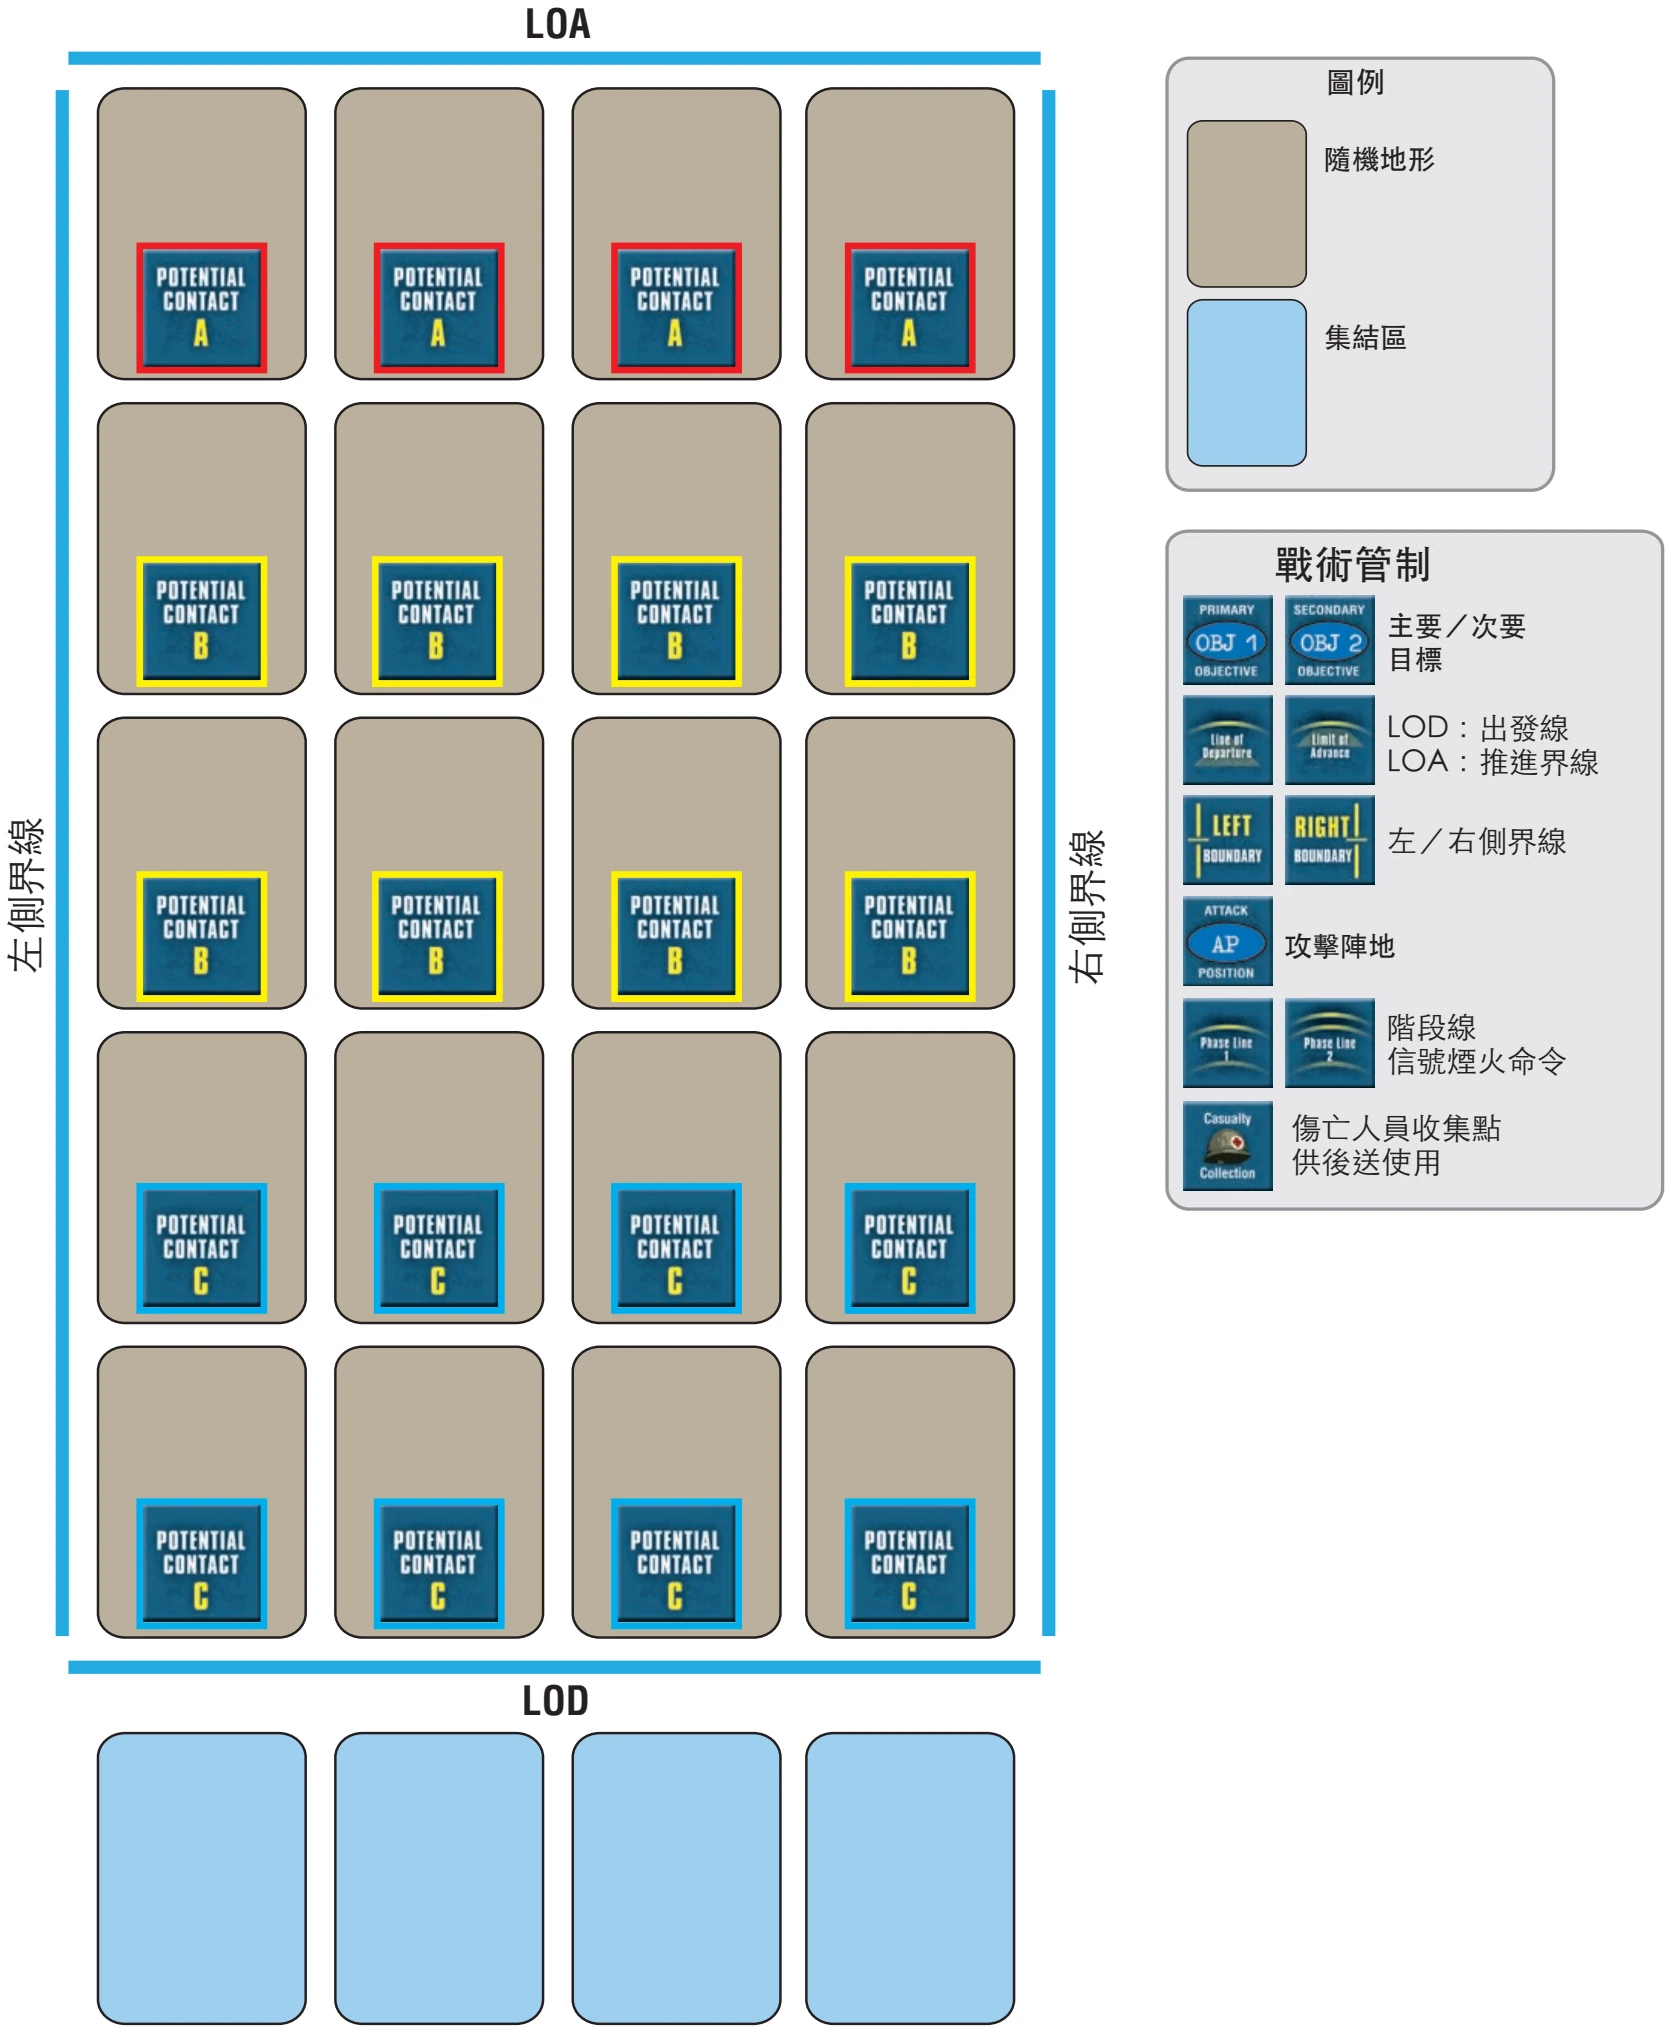 LOA
POTENTIAL
CONTACT
A
POTENTIAL
CONTACT
A
POTENTIAL
CONTACT
A
POTENTIAL
CONTACT
A
POTENTIAL
CONTACT
B
POTENTIAL
CONTACT
B
POTENTIAL
CONTACT
B
POTENTIAL
CONTACT
B
左側界線
POTENTIAL
CONTACT
B
POTENTIAL
CONTACT
B
POTENTIAL
CONTACT
B
POTENTIAL
CONTACT
B
右側界線
POTENTIAL
CONTACT
C
POTENTIAL
CONTACT
C
POTENTIAL
CONTACT
C
POTENTIAL
CONTACT
C
POTENTIAL
CONTACT
C
POTENTIAL
CONTACT
C
POTENTIAL
CONTACT
C
POTENTIAL
CONTACT
C
LOD
圖例
隨機地形
集結區
戰術管制
PRIMARY
OBJ 1
OBJECTIVE
SECONDARY
OBJ 2
OBJECTIVE
主要／次要
目標
Line of
Departure
Limit of
Advance
LOD：出發線
LOA：推進界線
LEFT
BOUNDARY
RIGHT
BOUNDARY
左／右側界線
ATTACK
AP
POSITION
攻擊陣地
Phase Line
1
Phase Line
2
階段線
信號煙火命令
Casualty
Collection
傷亡人員收集點
供後送使用